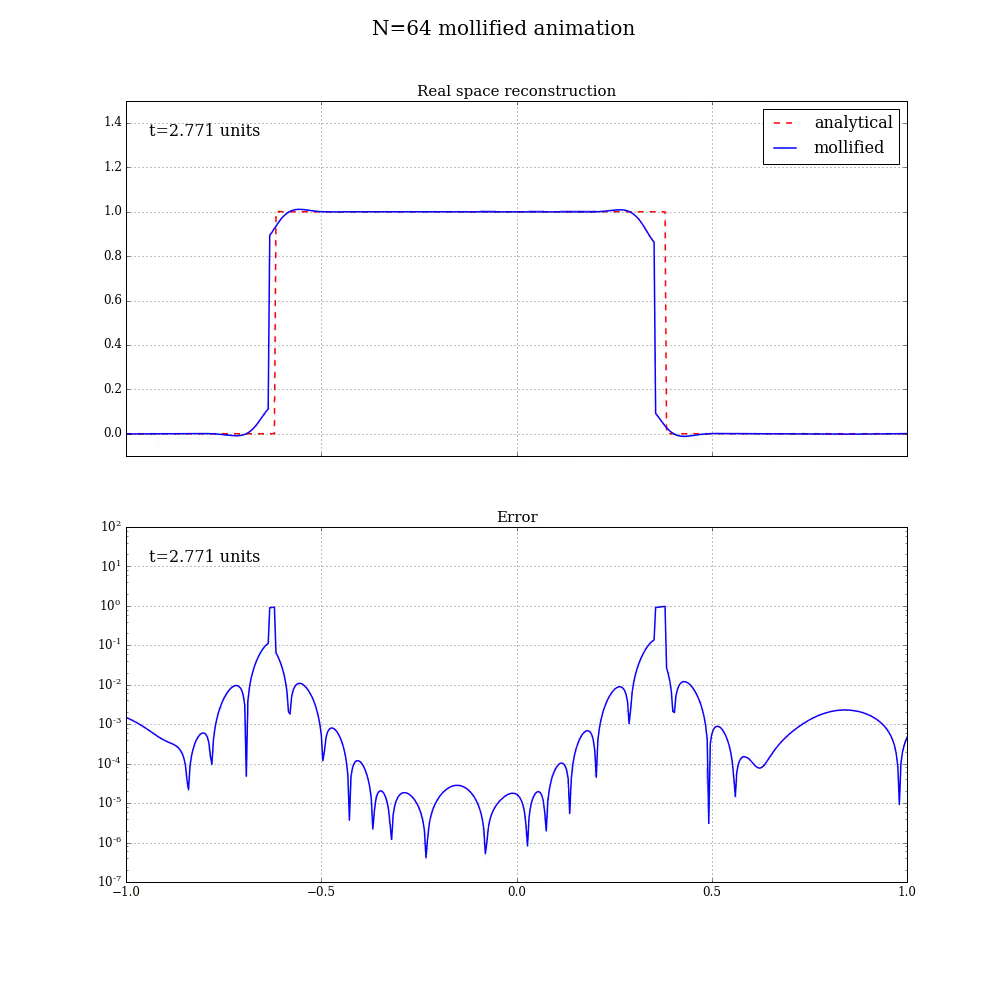 N=64 mollified animation
Real space reconstruction
t=2.771 units
analytical
mollified
1.4
1.2
1.0
0.8
0.6
0.4
0.2
0.0
Error
t=2.771 units
10²
10¹
10⁰
10⁻¹
10⁻²
10⁻³
10⁻⁴
10⁻⁵
10⁻⁶
10⁻⁷
−1.0 −0.5 0.0 0.5 1.0